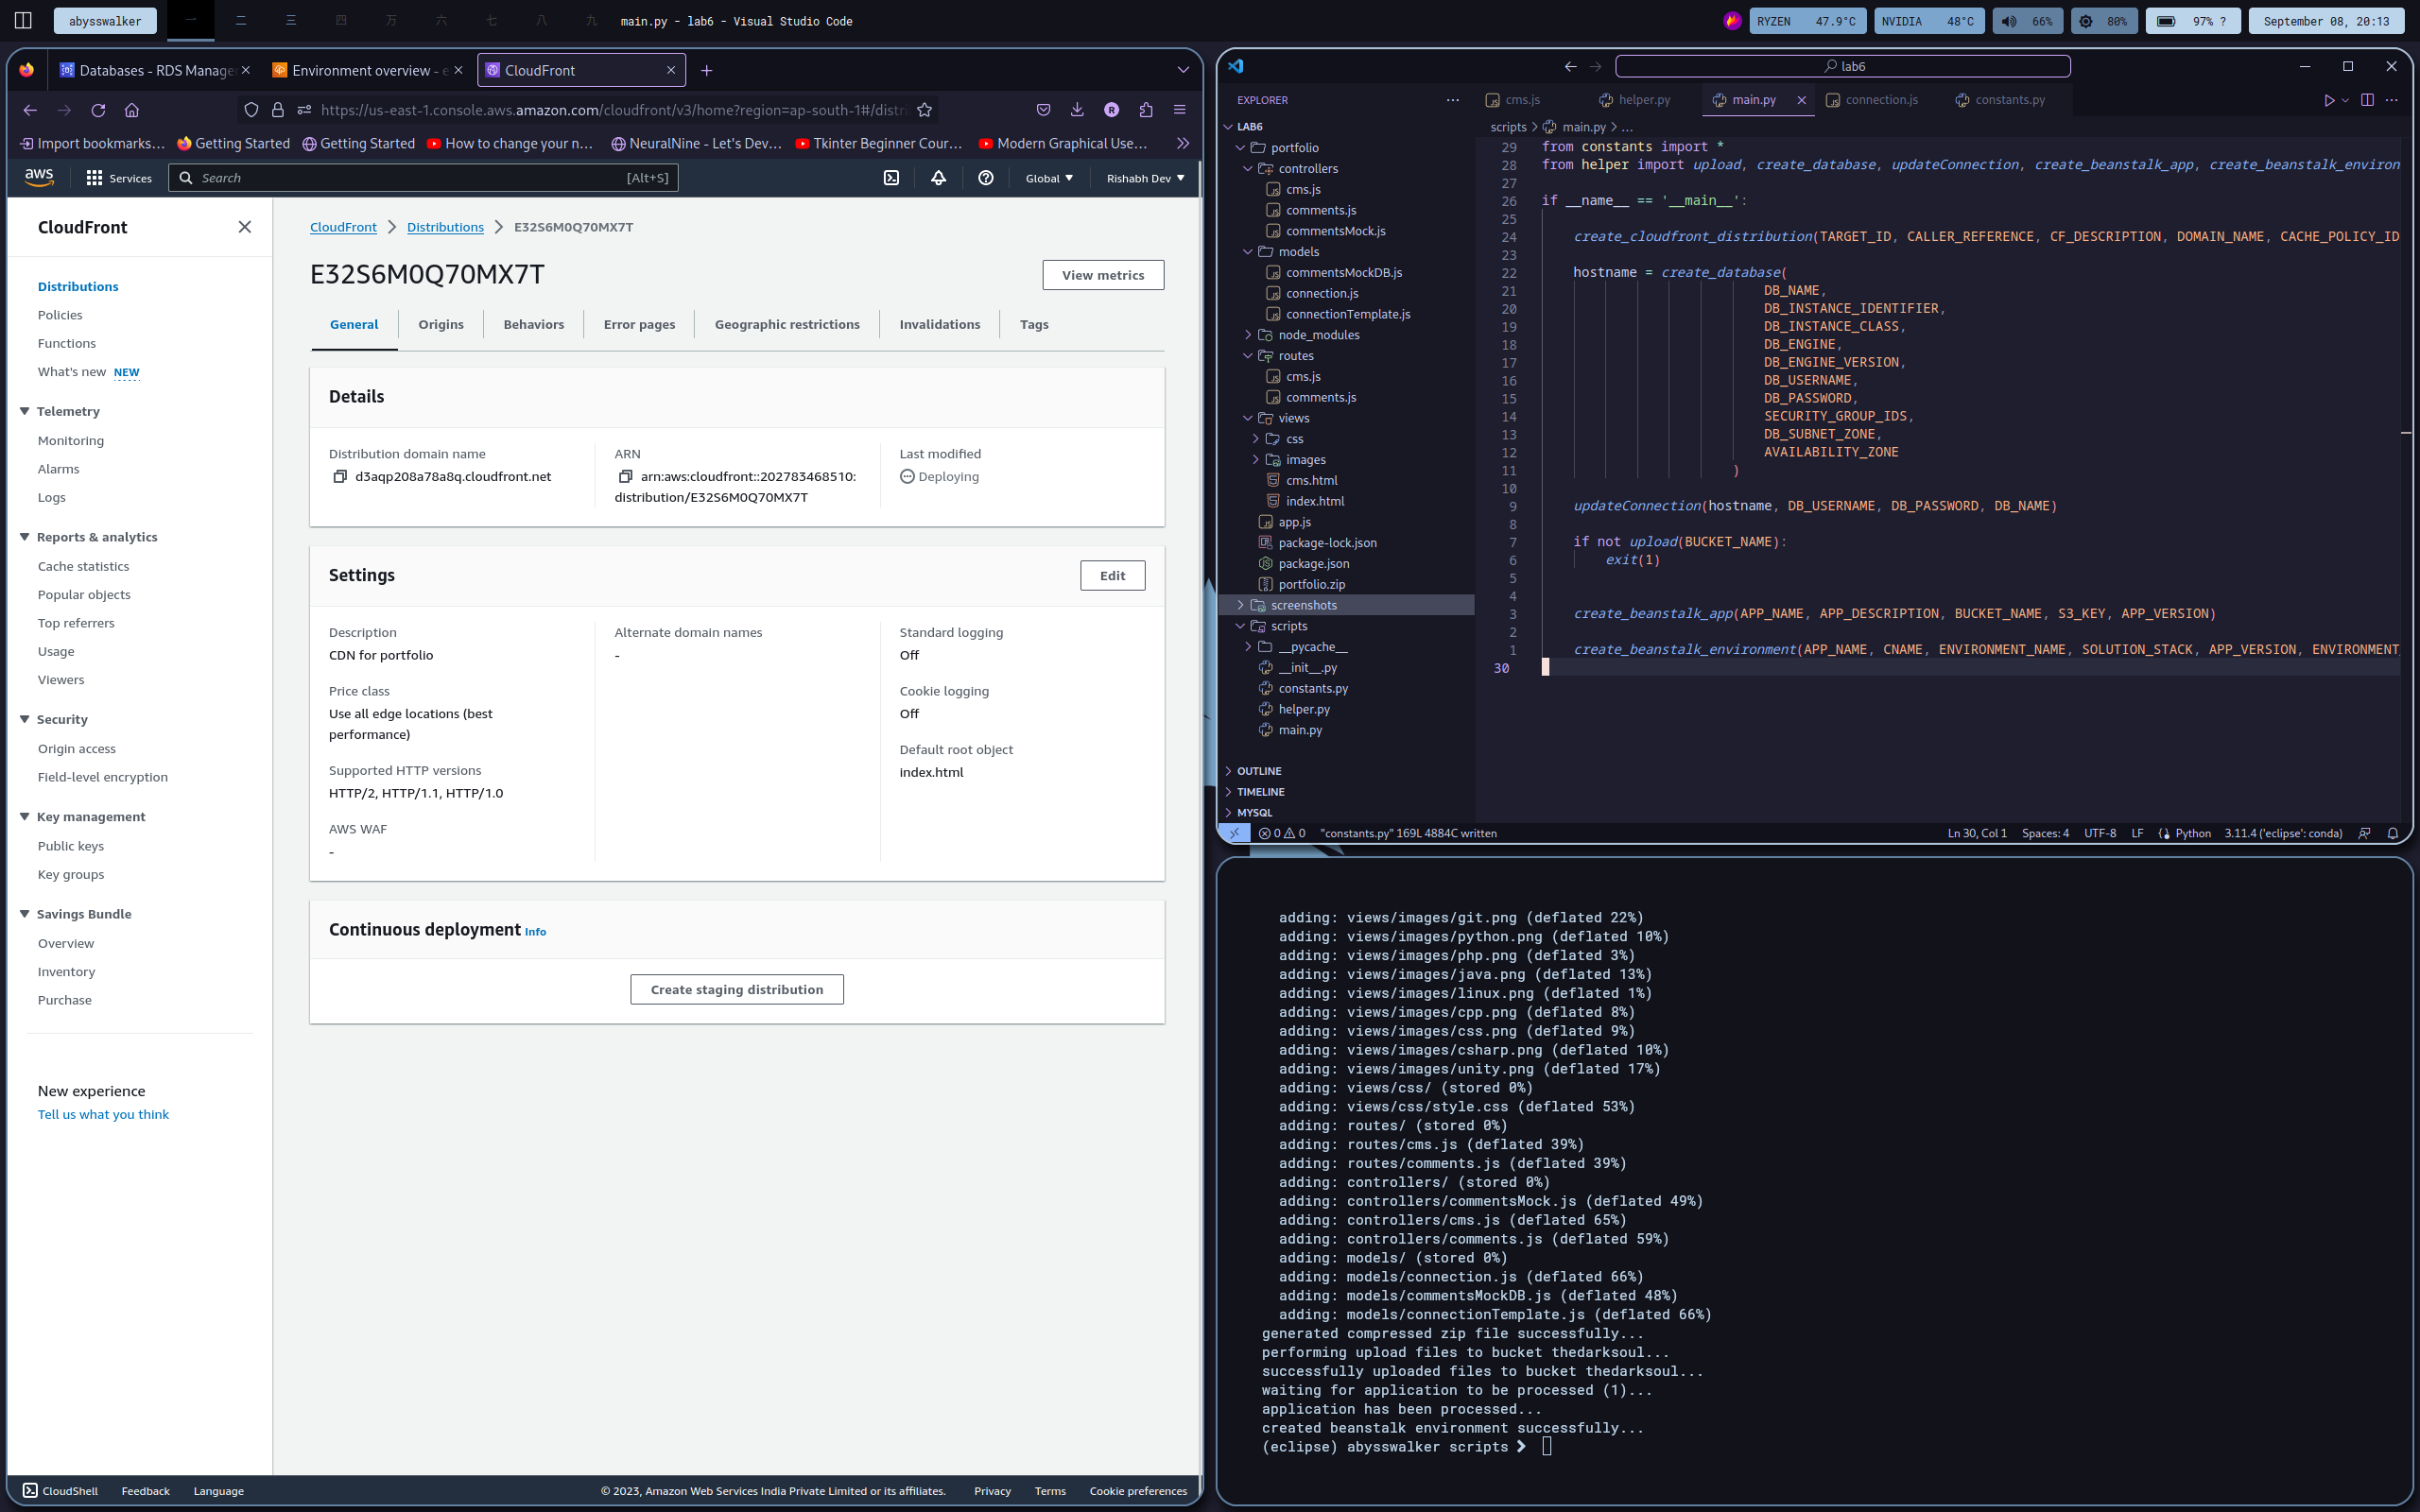 abysswalker
一
二
三
四
万
六
七
八
九
main.py - lab6 - Visual Studio Code
RYZEN 47.9°C
NVIDIA 48°C
66%
80%
97% ?
September 08, 20:13
Databases - RDS Manage
Environment overview - e
CloudFront
https://us-east-1.console.aws.amazon.com/cloudfront/v3/home?region=ap-south-1#/distri
Import bookmarks...
Getting Started
Getting Started
How to change your n...
NeuralNine - Let's Dev...
Tkinter Beginner Cour...
Modern Graphical Use...
aws
Services
Search
[Alt+S]
Global
Rishabh Dev
CloudFront
Distributions
Policies
Functions
What's new NEW
Telemetry
Monitoring
Alarms
Logs
Reports & analytics
Cache statistics
Popular objects
Top referrers
Usage
Viewers
Security
Origin access
Field-level encryption
Key management
Public keys
Key groups
Savings Bundle
Overview
Inventory
Purchase
New experience
Tell us what you think
CloudFront > Distributions > E32S6M0Q70MX7T
E32S6M0Q70MX7T
View metrics
General
Origins
Behaviors
Error pages
Geographic restrictions
Invalidations
Tags
Details
Distribution domain name
d3aqp208a78a8q.cloudfront.net
ARN
arn:aws:cloudfront::202783468510:
distribution/E32S6M0Q70MX7T
Last modified
Deploying
Settings
Edit
Description
CDN for portfolio
Price class
Use all edge locations (best
performance)
Supported HTTP versions
HTTP/2, HTTP/1.1, HTTP/1.0
AWS WAF
-
Alternate domain names
-
Standard logging
Off
Cookie logging
Off
Default root object
index.html
Continuous deployment Info
Create staging distribution
CloudShell
Feedback
Language
© 2023, Amazon Web Services India Private Limited or its affiliates.
Privacy
Terms
Cookie preferences
lab6
EXPLORER
LAB6
portfolio
controllers
cms.js
comments.js
commentsMock.js
models
commentsMockDB.js
connection.js
connectionTemplate.js
node_modules
routes
cms.js
comments.js
views
css
images
cms.html
index.html
app.js
package-lock.json
package.json
portfolio.zip
screenshots
scripts
__pycache__
__init__.py
constants.py
helper.py
main.py
OUTLINE
TIMELINE
MYSQL
cms.js
helper.py
main.py
connection.js
constants.py
scripts > main.py > ...
29 from constants import *
28 from helper import upload, create_database, updateConnection, create_beanstalk_app, create_beanstalk_environ
27
26 if __name__ == '__main__':
25
24 create_cloudfront_distribution(TARGET_ID, CALLER_REFERENCE, CF_DESCRIPTION, DOMAIN_NAME, CACHE_POLICY_ID
23
22 hostname = create_database(
21 DB_NAME,
20 DB_INSTANCE_IDENTIFIER,
19 DB_INSTANCE_CLASS,
18 DB_ENGINE,
17 DB_ENGINE_VERSION,
16 DB_USERNAME,
15 DB_PASSWORD,
14 SECURITY_GROUP_IDS,
13 DB_SUBNET_ZONE,
12 AVAILABILITY_ZONE
11 )
10
9 updateConnection(hostname, DB_USERNAME, DB_PASSWORD, DB_NAME)
8
7 if not upload(BUCKET_NAME):
6 exit(1)
5
4
3 create_beanstalk_app(APP_NAME, APP_DESCRIPTION, BUCKET_NAME, S3_KEY, APP_VERSION)
2
1 create_beanstalk_environment(APP_NAME, CNAME, ENVIRONMENT_NAME, SOLUTION_STACK, APP_VERSION, ENVIRONMENT_
30
0 0
"constants.py" 169L 4884C written
Ln 30, Col 1
Spaces: 4
UTF-8
LF
Python
3.11.4 ('eclipse': conda)
adding: views/images/git.png (deflated 22%)
adding: views/images/python.png (deflated 10%)
adding: views/images/php.png (deflated 3%)
adding: views/images/java.png (deflated 13%)
adding: views/images/linux.png (deflated 1%)
adding: views/images/cpp.png (deflated 8%)
adding: views/images/css.png (deflated 9%)
adding: views/images/csharp.png (deflated 10%)
adding: views/images/unity.png (deflated 17%)
adding: views/css/ (stored 0%)
adding: views/css/style.css (deflated 53%)
adding: routes/ (stored 0%)
adding: routes/cms.js (deflated 39%)
adding: routes/comments.js (deflated 39%)
adding: controllers/ (stored 0%)
adding: controllers/commentsMock.js (deflated 49%)
adding: controllers/cms.js (deflated 65%)
adding: controllers/comments.js (deflated 59%)
adding: models/ (stored 0%)
adding: models/connection.js (deflated 66%)
adding: models/commentsMockDB.js (deflated 48%)
adding: models/connectionTemplate.js (deflated 66%)
generated compressed zip file successfully...
performing upload files to bucket thedarksoul...
successfully uploaded files to bucket thedarksoul...
waiting for application to be processed (1)...
application has been processed...
created beanstalk environment successfully...
(eclipse) abysswalker scripts ❯